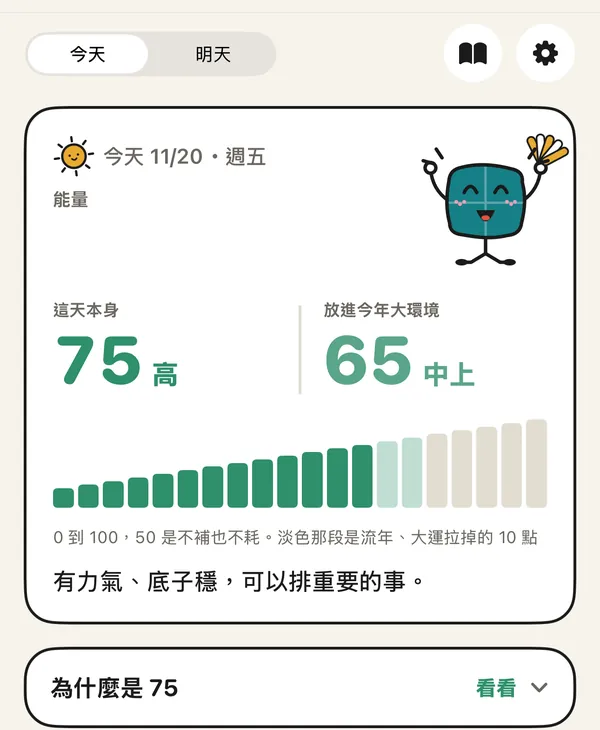 今天
明天
今天 11/20・週五
能量
這天本身
放進今年大環境
75 高
65 中上
0 到 100，50 是不補也不耗。淡色那段是流年、大運拉掉的 10 點
有力氣、底子穩，可以排重要的事。
為什麼是 75
看看